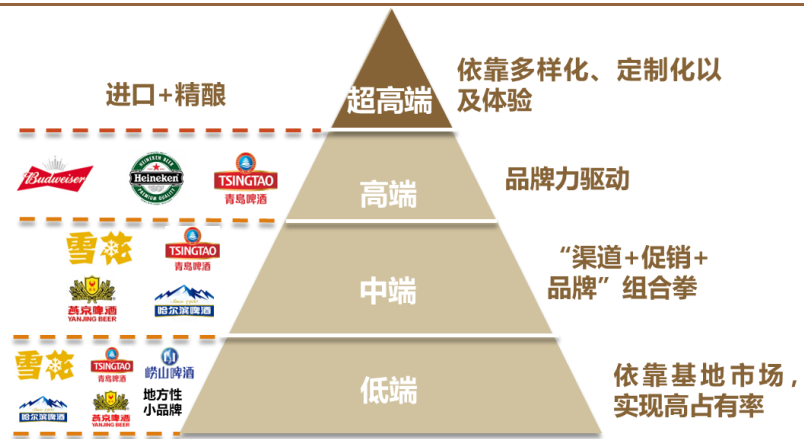 超高端
进口+精酿
依靠多样化、定制化以
及体验
Budweiser
HEINEKEN BEER
Heineken
PREMIUM QUALITY
TSINGTAO
青岛啤酒
高端
品牌力驱动
雪花
TSINGTAO
青岛啤酒
燕京啤酒
YANJING BEER
哈尔滨啤酒
中端
“渠道+促销+
品牌”组合拳
雪花
TSINGTAO
青岛啤酒
崂山啤酒
哈尔滨啤酒
燕京啤酒
YANJING BEER
地方性
小品牌
低端
依靠基地市场，
实现高占有率